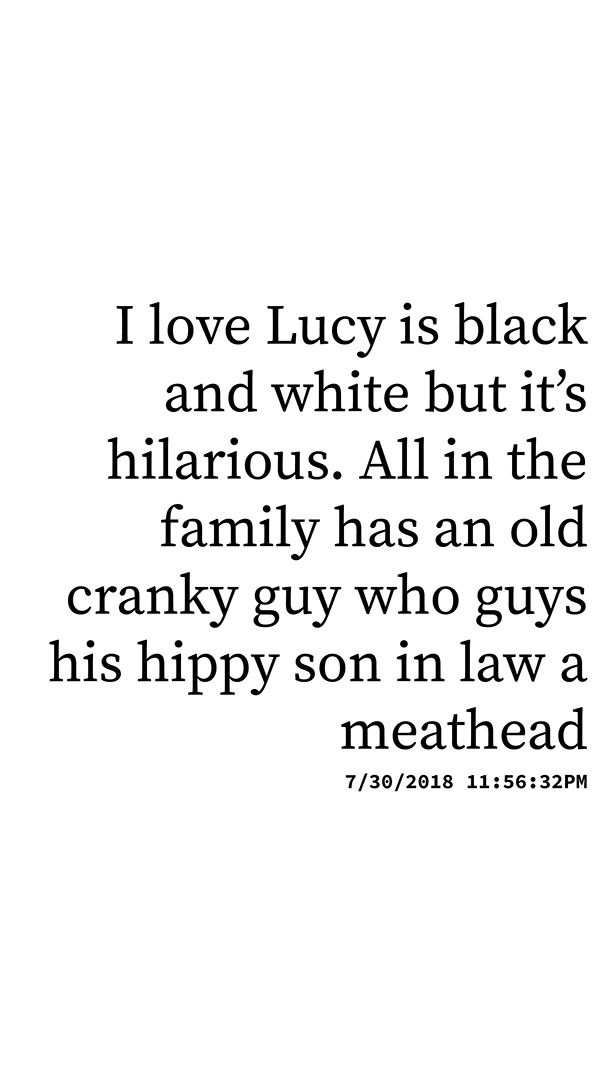 I love Lucy is black
and white but it’s
hilarious. All in the
family has an old
cranky guy who guys
his hippy son in law a
meathead
7/30/2018 11:56:32PM